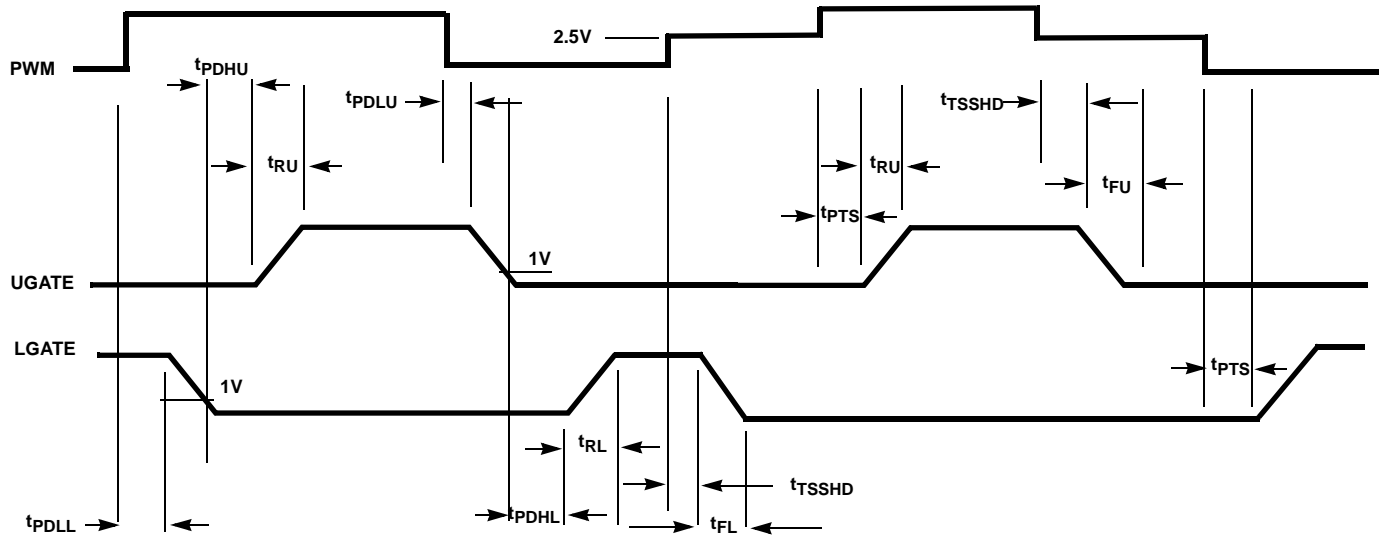 2.5V
PWM
tPDHU
tPDLU
tTSSHD
tRU
tRU
tFU
tPTS
1V
UGATE
LGATE
tPTS
1V
tRL
tTSSHD
tPDLL
tPDHL
tFL